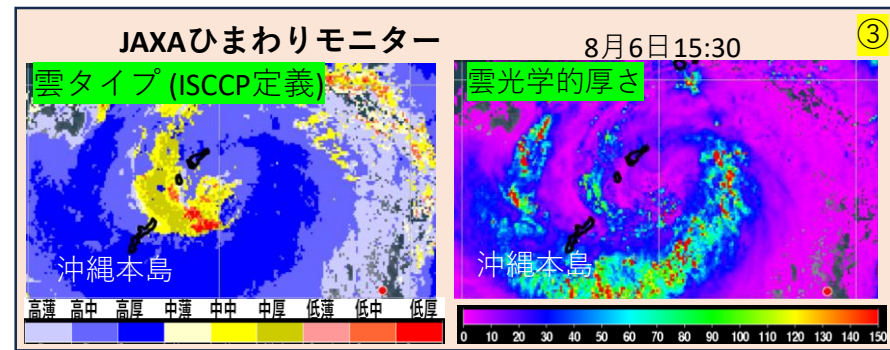 JAXAひまわりモニター
8月6日15:30
③
雲タイプ (ISCCP定義)
雲光学的厚さ
沖縄本島
沖縄本島
高薄 高中 高厚 中薄 中中 中厚 低薄 低中 低厚
0 10 20 30 40 50 60 70 80 90 100 110 120 130 140 150